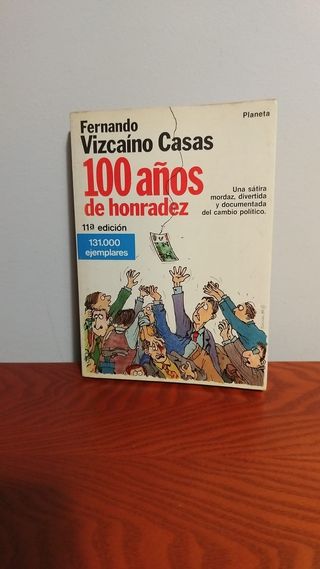 Planeta
Fernando
Vizcaíno Casas
100 años
de honradez
Una sátira
mordaz, divertida
y documentada
del cambio político.
11ª edición
131.000
ejemplares